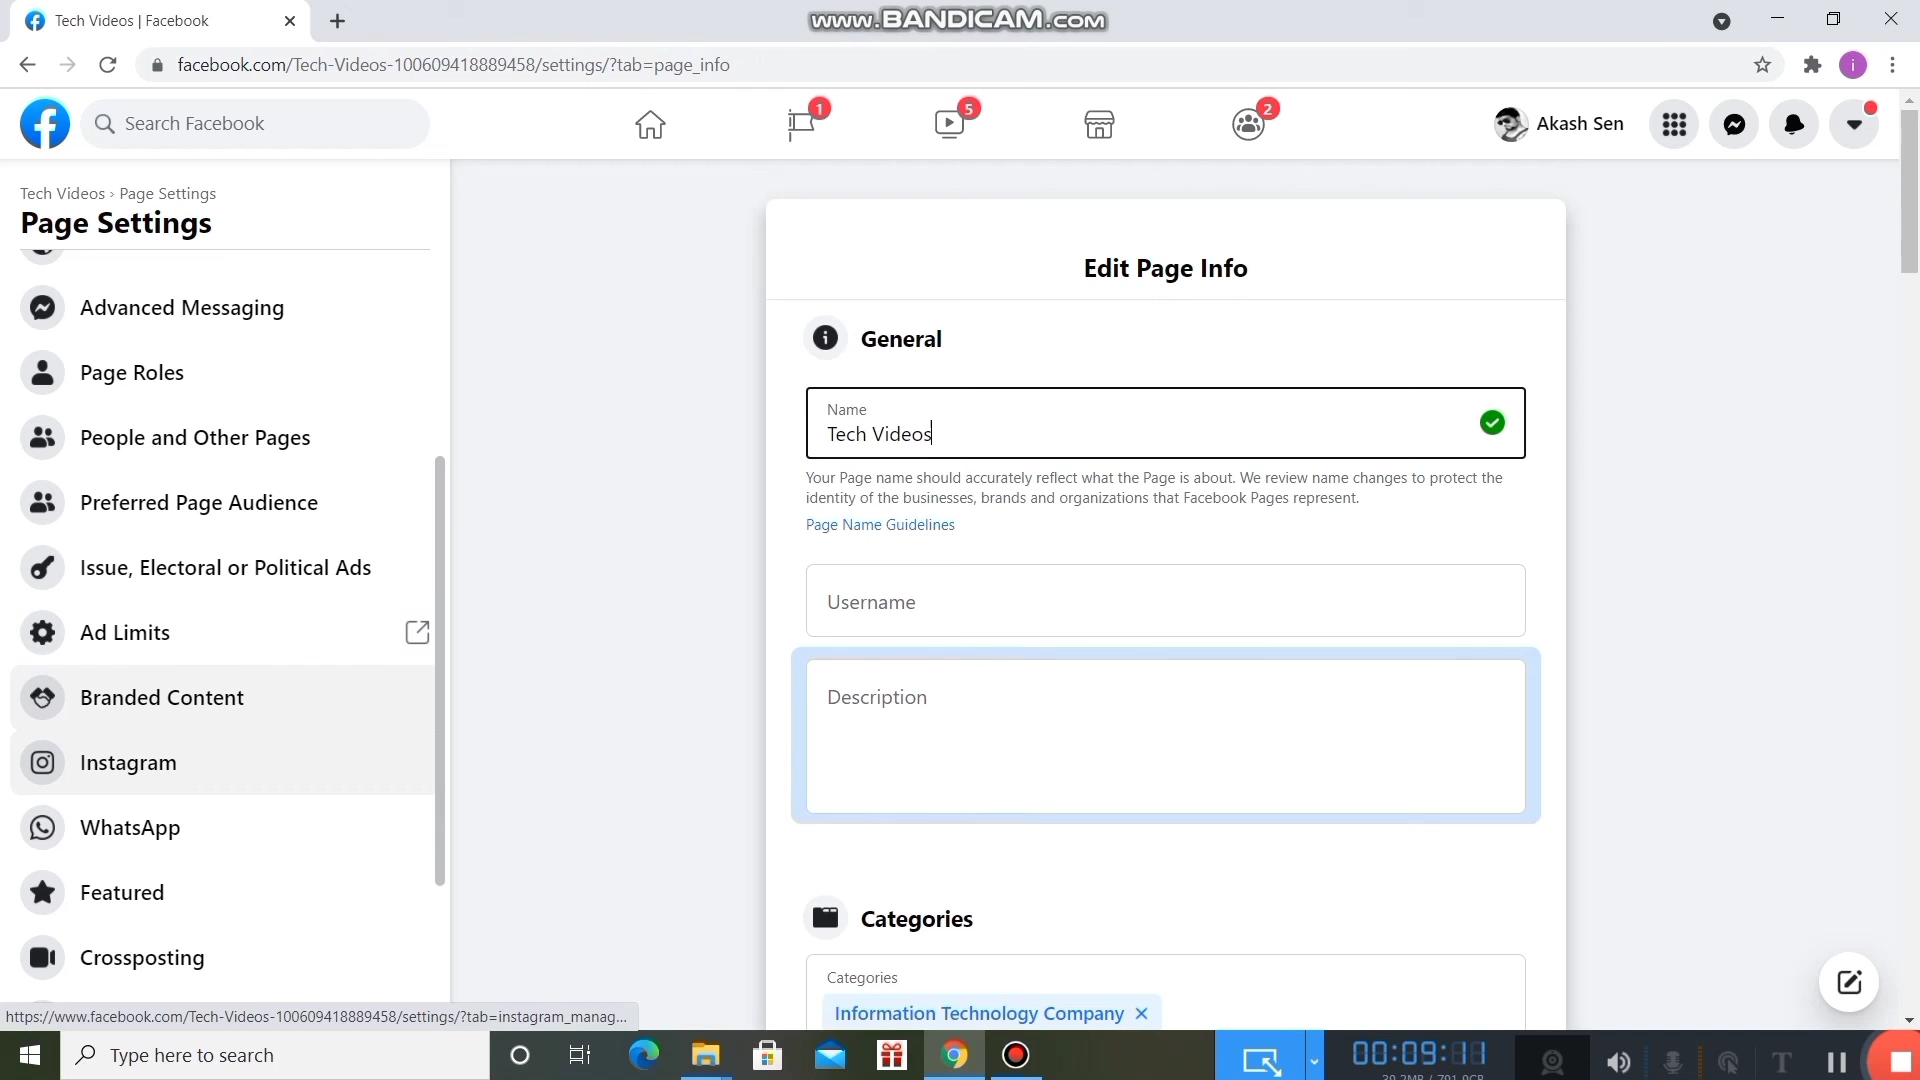 Tech Videos | Facebook
www.BANDICAM.com
facebook.com/Tech-Videos-100609418889458/settings/?tab=page_info
i
Search Facebook
1
5
2
Akash Sen
Tech Videos › Page Settings
Page Settings
Advanced Messaging
Page Roles
People and Other Pages
Preferred Page Audience
Issue, Electoral or Political Ads
Ad Limits
Branded Content
Instagram
WhatsApp
Featured
Crossposting
https://www.facebook.com/Tech-Videos-100609418889458/settings/?tab=instagram_manag...
Edit Page Info
General
Name
Tech Videos
Your Page name should accurately reflect what the Page is about. We review name changes to protect the
identity of the businesses, brands and organizations that Facebook Pages represent.
Page Name Guidelines
Username
Description
Categories
Categories
Information Technology Company
Type here to search
00:09:11